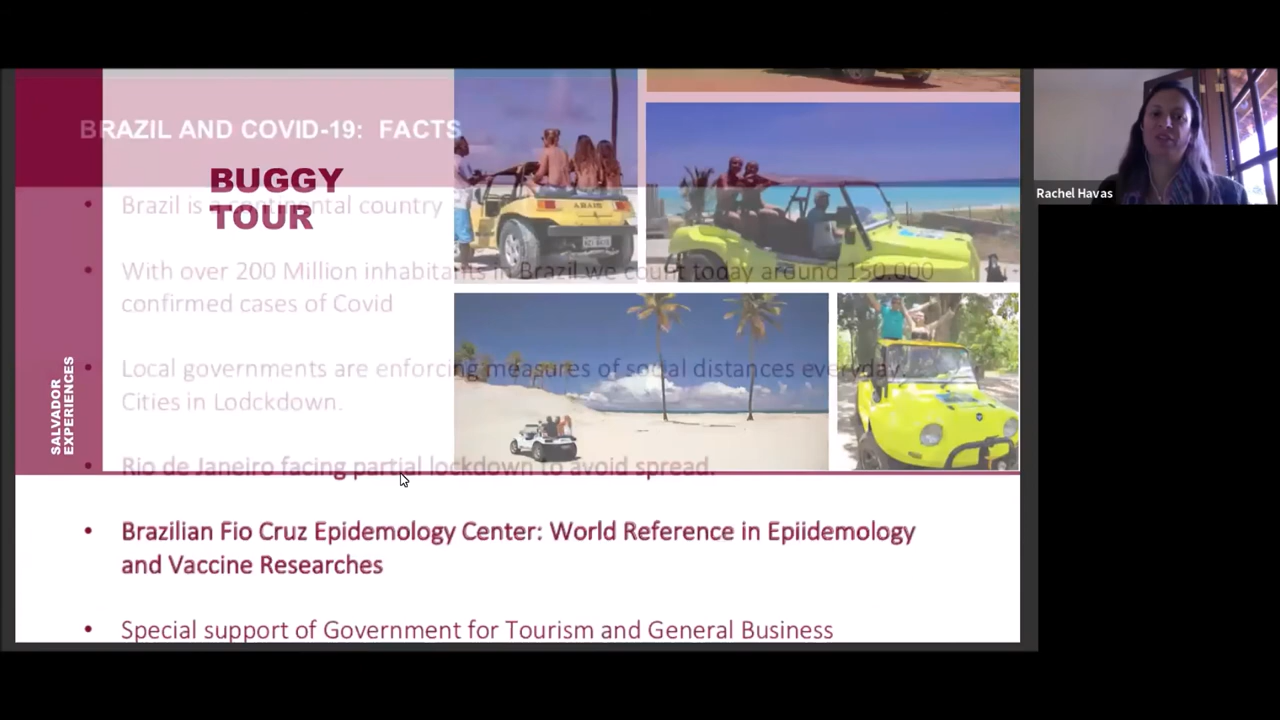 BRAZIL AND COVID-19: FACTS
BUGGY
TOUR
• Brazil is a continental country
• With over 200 Million inhabitants in Brazil we count today around 150.000
confirmed cases of Covid
• Local governments are enforcing measures of social distances everyday.
Cities in Lodckdown.
• Rio de Janeiro facing partial lockdown to avoid spread.
• Brazilian Fio Cruz Epidemology Center: World Reference in Epiidemology
and Vaccine Researches
• Special support of Government for Tourism and General Business
SALVADOR
EXPERIENCES
Rachel Havas